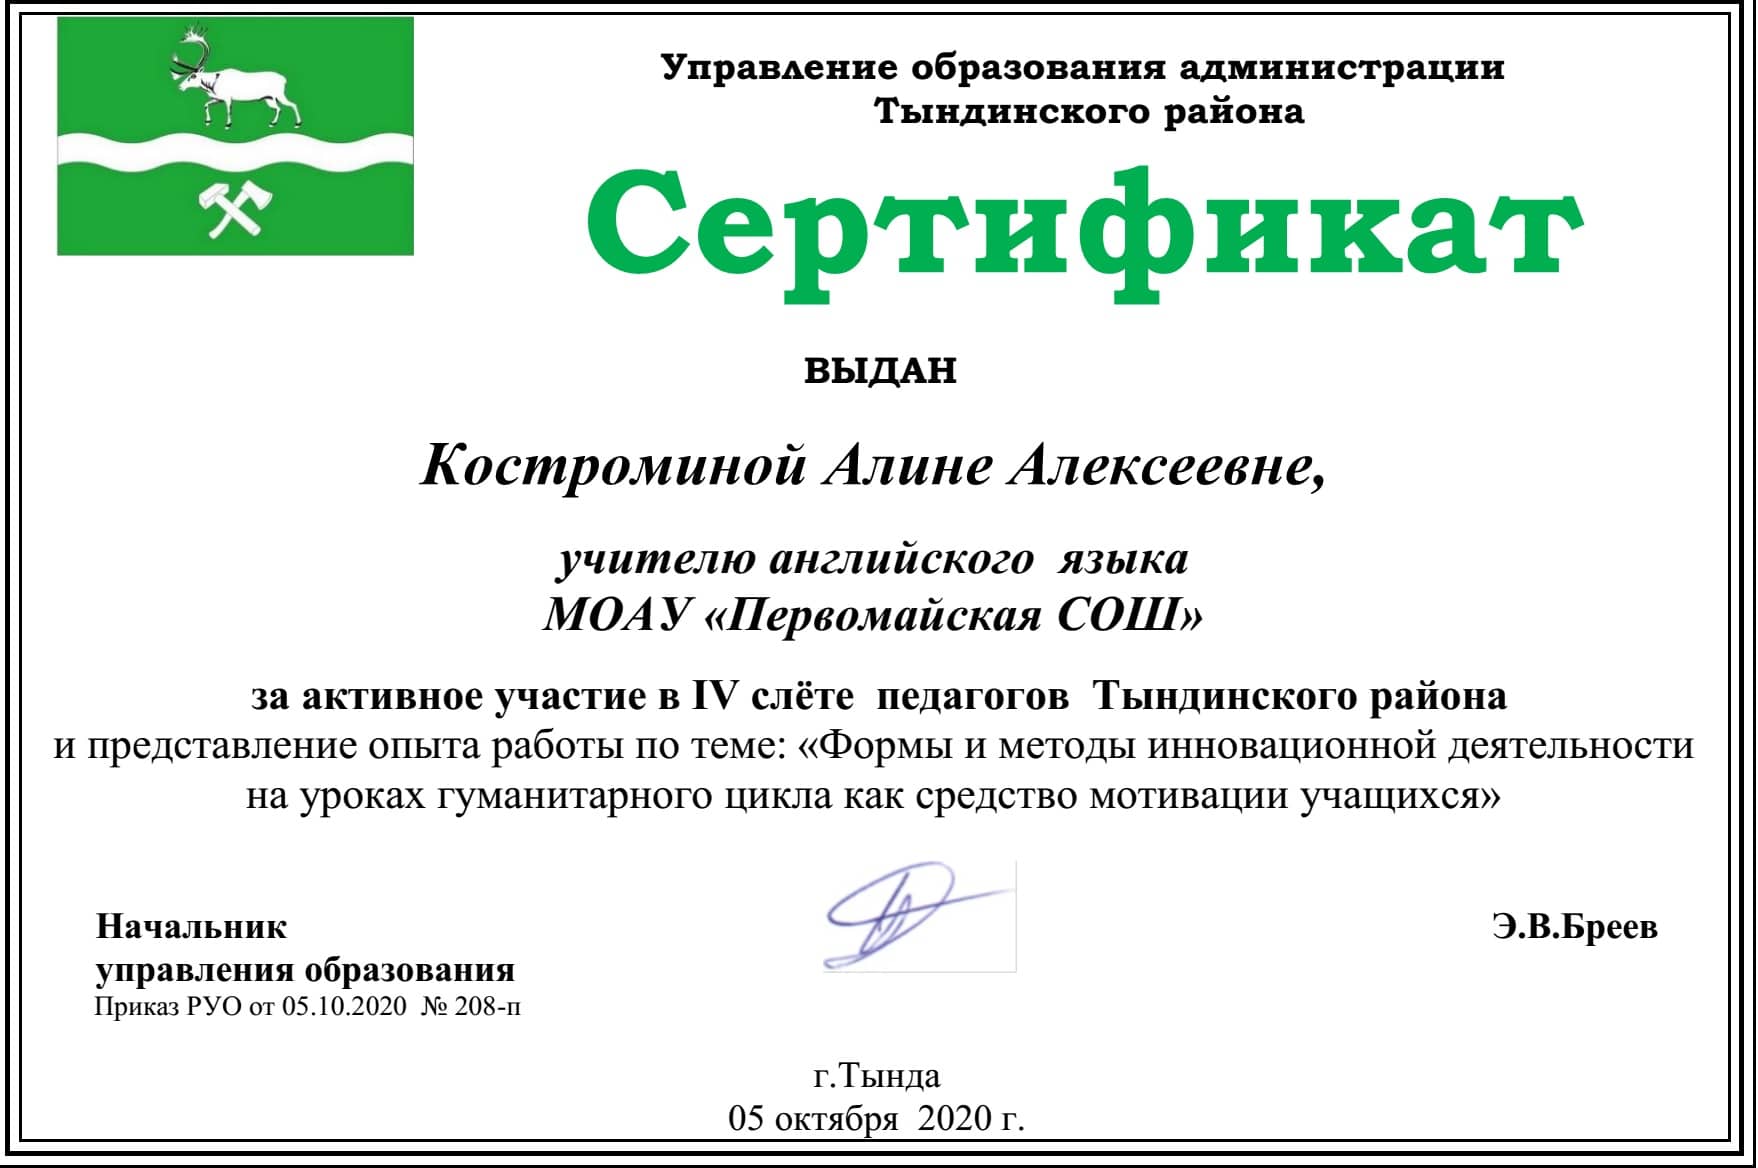 Управление образования администрации
Тындинского района
Сертификат
ВЫДАН
Костроминой Алине Алексеевне,
учителю английского языка
МОАУ «Первомайская СОШ»
за активное участие в IV слёте педагогов Тындинского района
и представление опыта работы по теме: «Формы и методы инновационной деятельности
на уроках гуманитарного цикла как средство мотивации учащихся»
Начальник
управления образования
Э.В.Бреев
Приказ РУО от 05.10.2020 № 208-п
г.Тында
05 октября 2020 г.